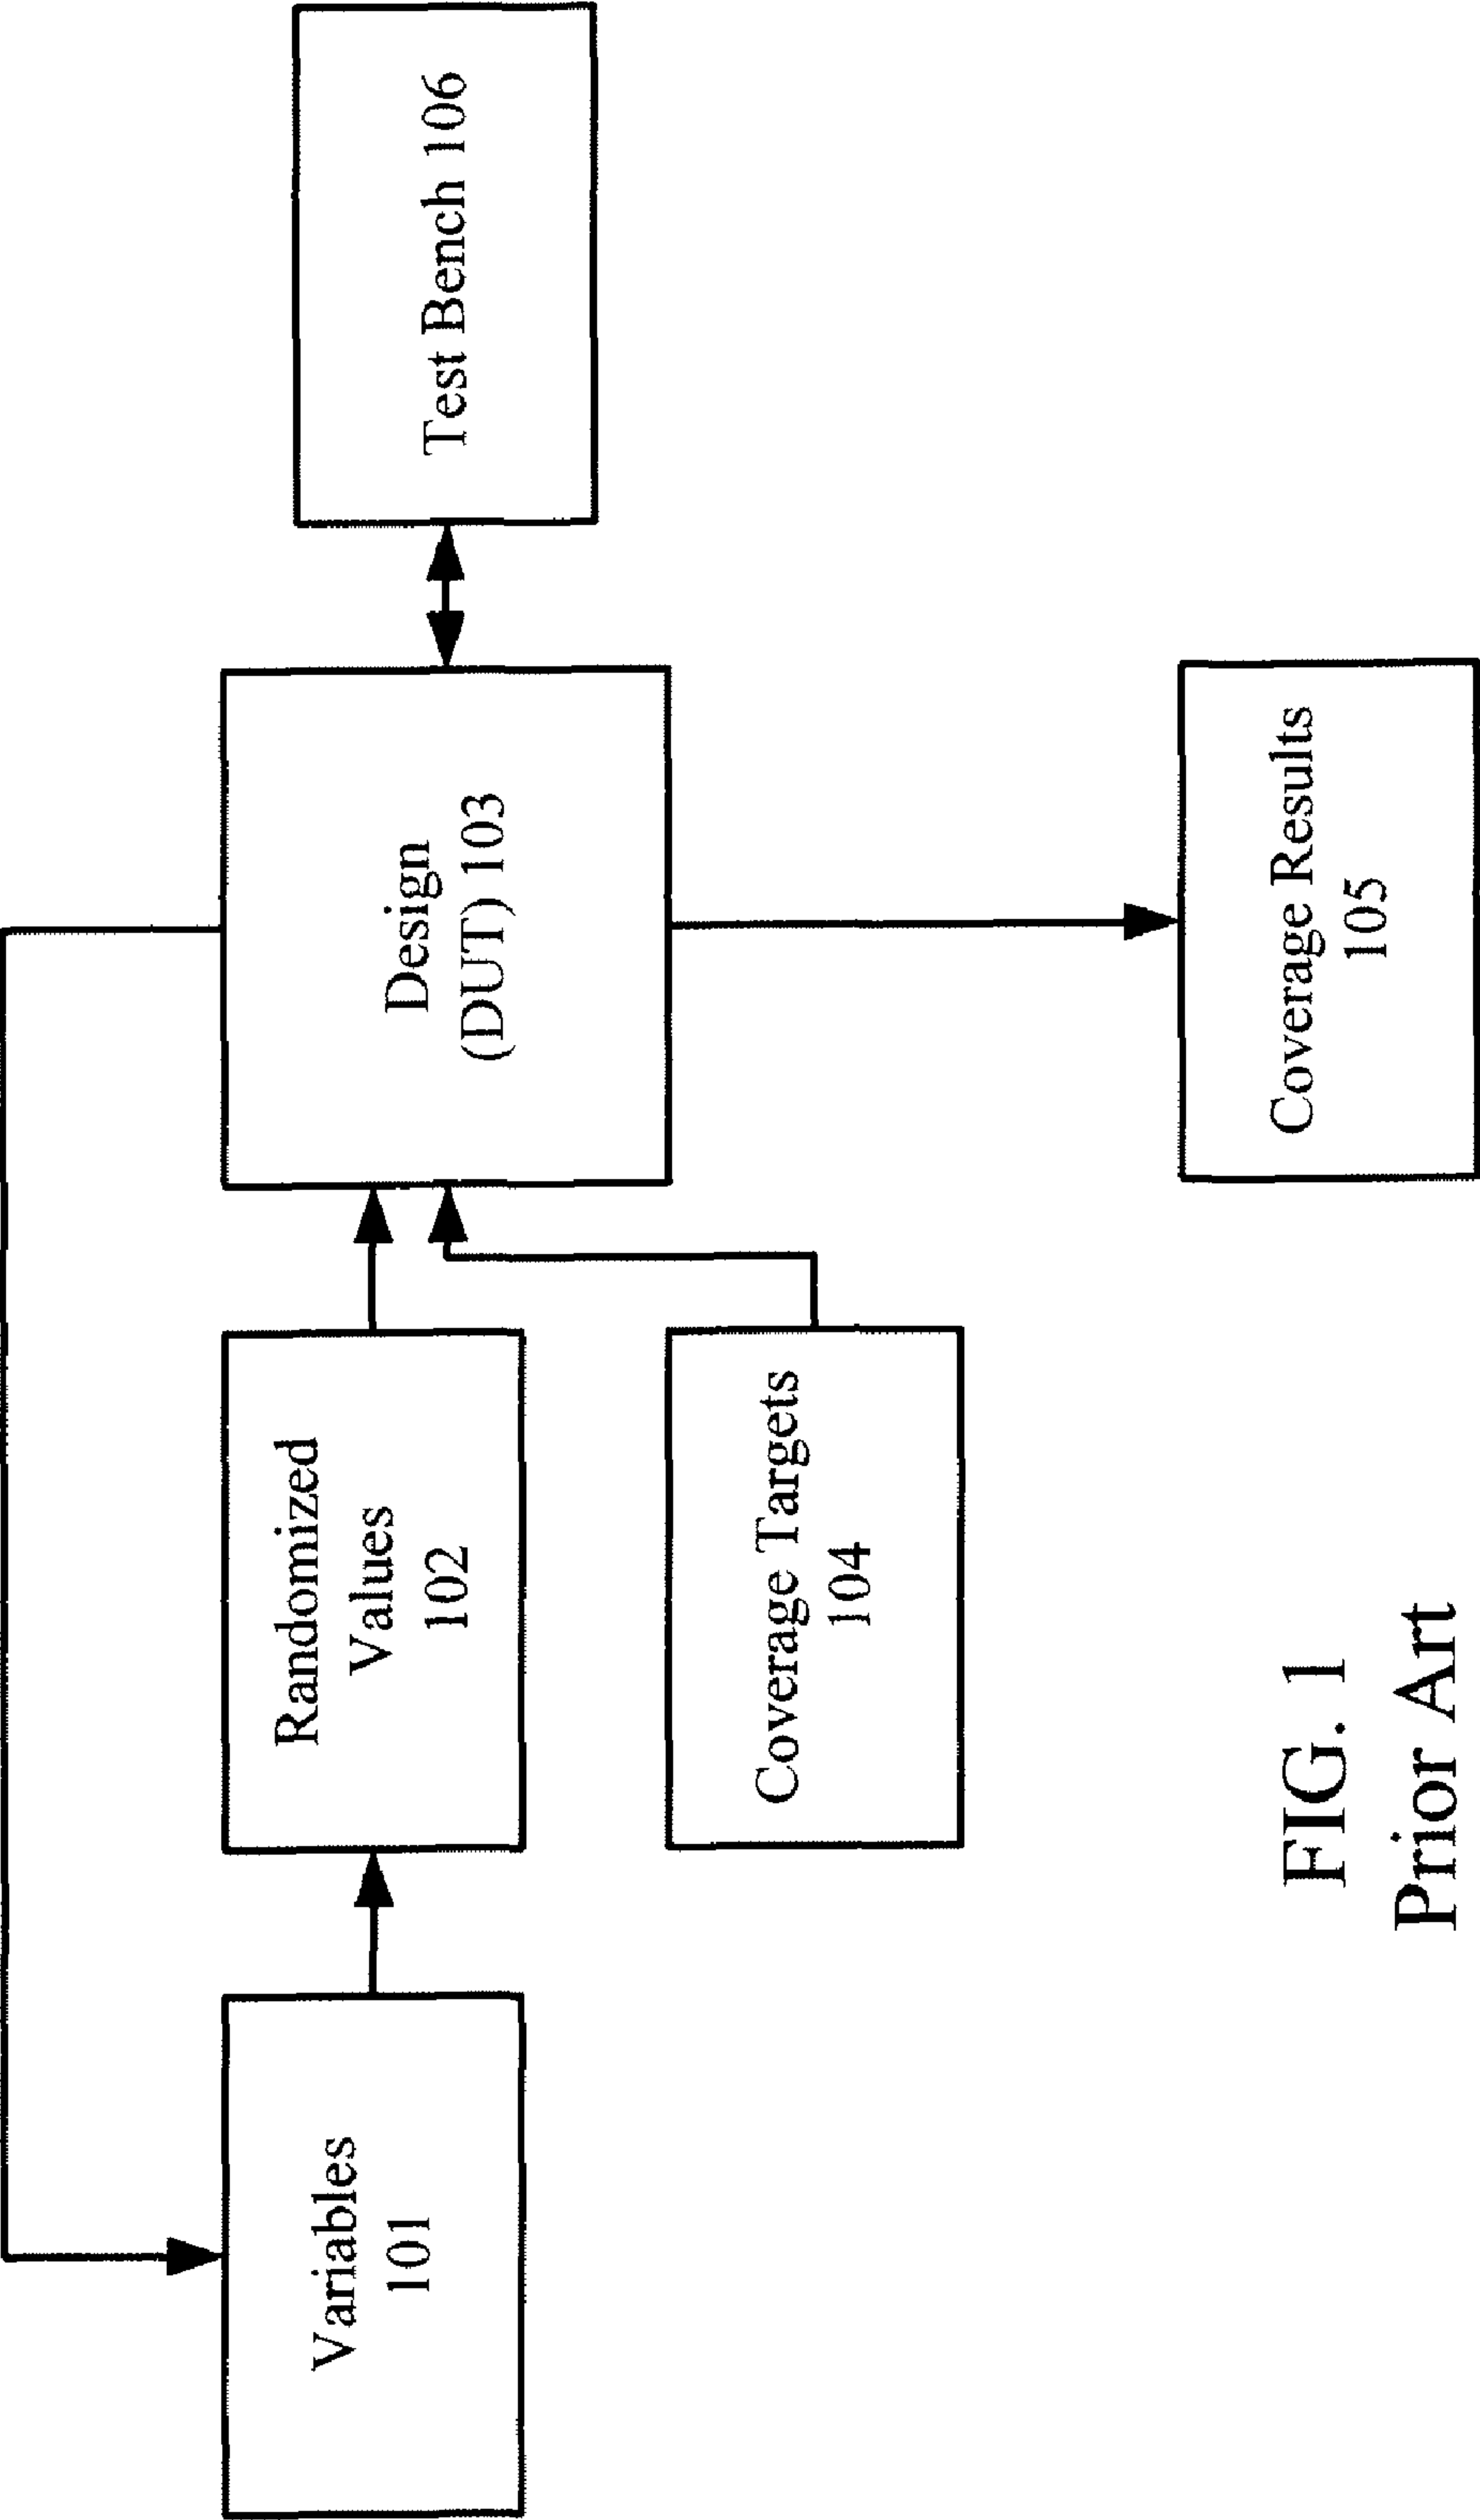 Variables
101
Randomized
Values
102
Design
(DUT) 103
Test Bench 106
Coverage Targets
104
Coverage Results
105
FIG. 1
Prior Art